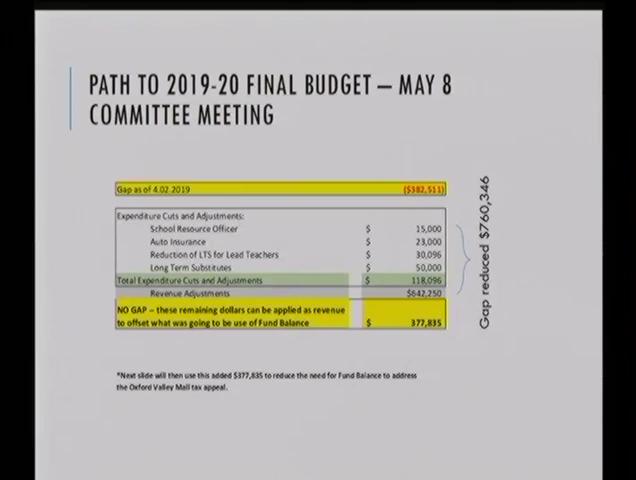 PATH TO 2019-20 FINAL BUDGET – MAY 8
COMMITTEE MEETING
Gap as of 4.02.2019 ($382,511)
Expenditure Cuts and Adjustments:
School Resource Officer $ 15,000
Auto Insurance $ 23,000
Reduction of LTS for Lead Teachers $ 30,096
Long Term Substitutes $ 50,000
Total Expenditure Cuts and Adjustments $ 118,096
Revenue Adjustments $642,250
NO GAP – these remaining dollars can be applied as revenue
to offset what was going to be use of Fund Balance $ 377,835
Gap reduced $760,346
*Next slide will then use this added $377,835 to reduce the need for Fund Balance to address
the Oxford Valley Mall tax appeal.